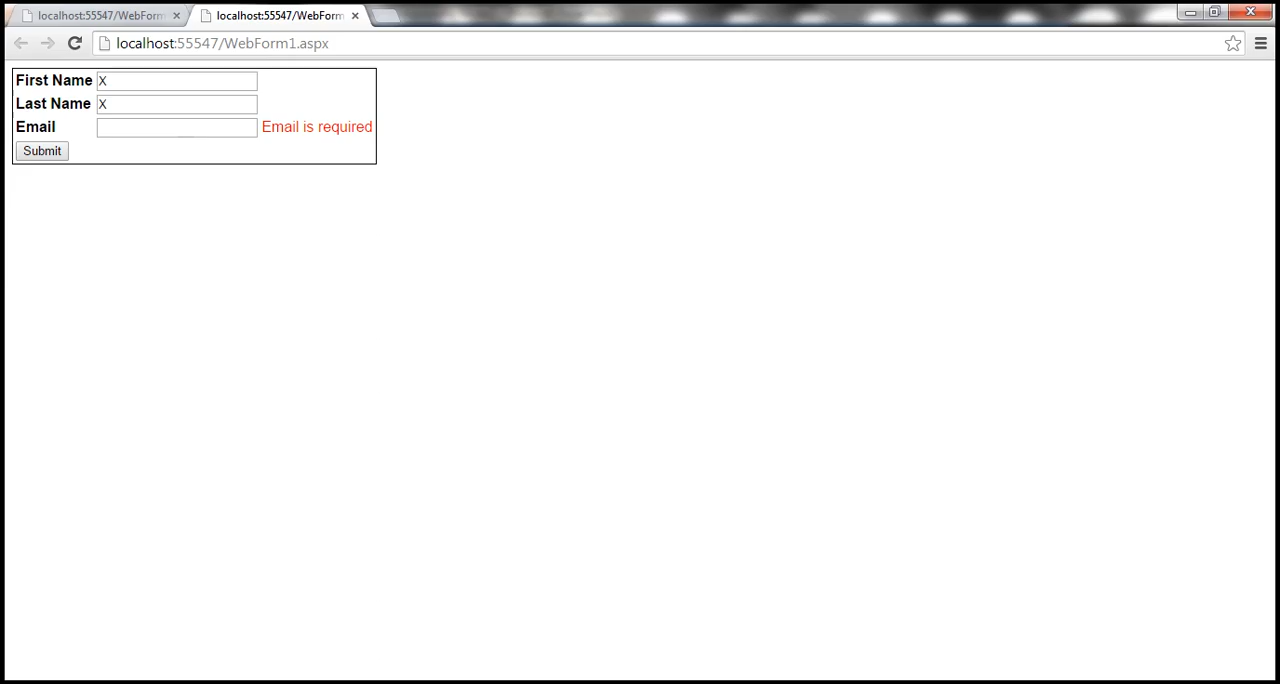 localhost:55547/WebForm localhost:55547/WebForm
localhost:55547/WebForm1.aspx
First Name X
Last Name X
Email Email is required
Submit